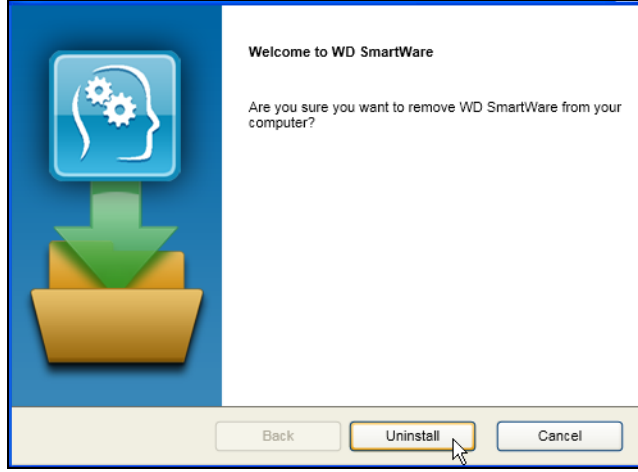 Welcome to WD SmartWare
Are you sure you want to remove WD SmartWare from your
computer?
Back
Uninstall
Cancel